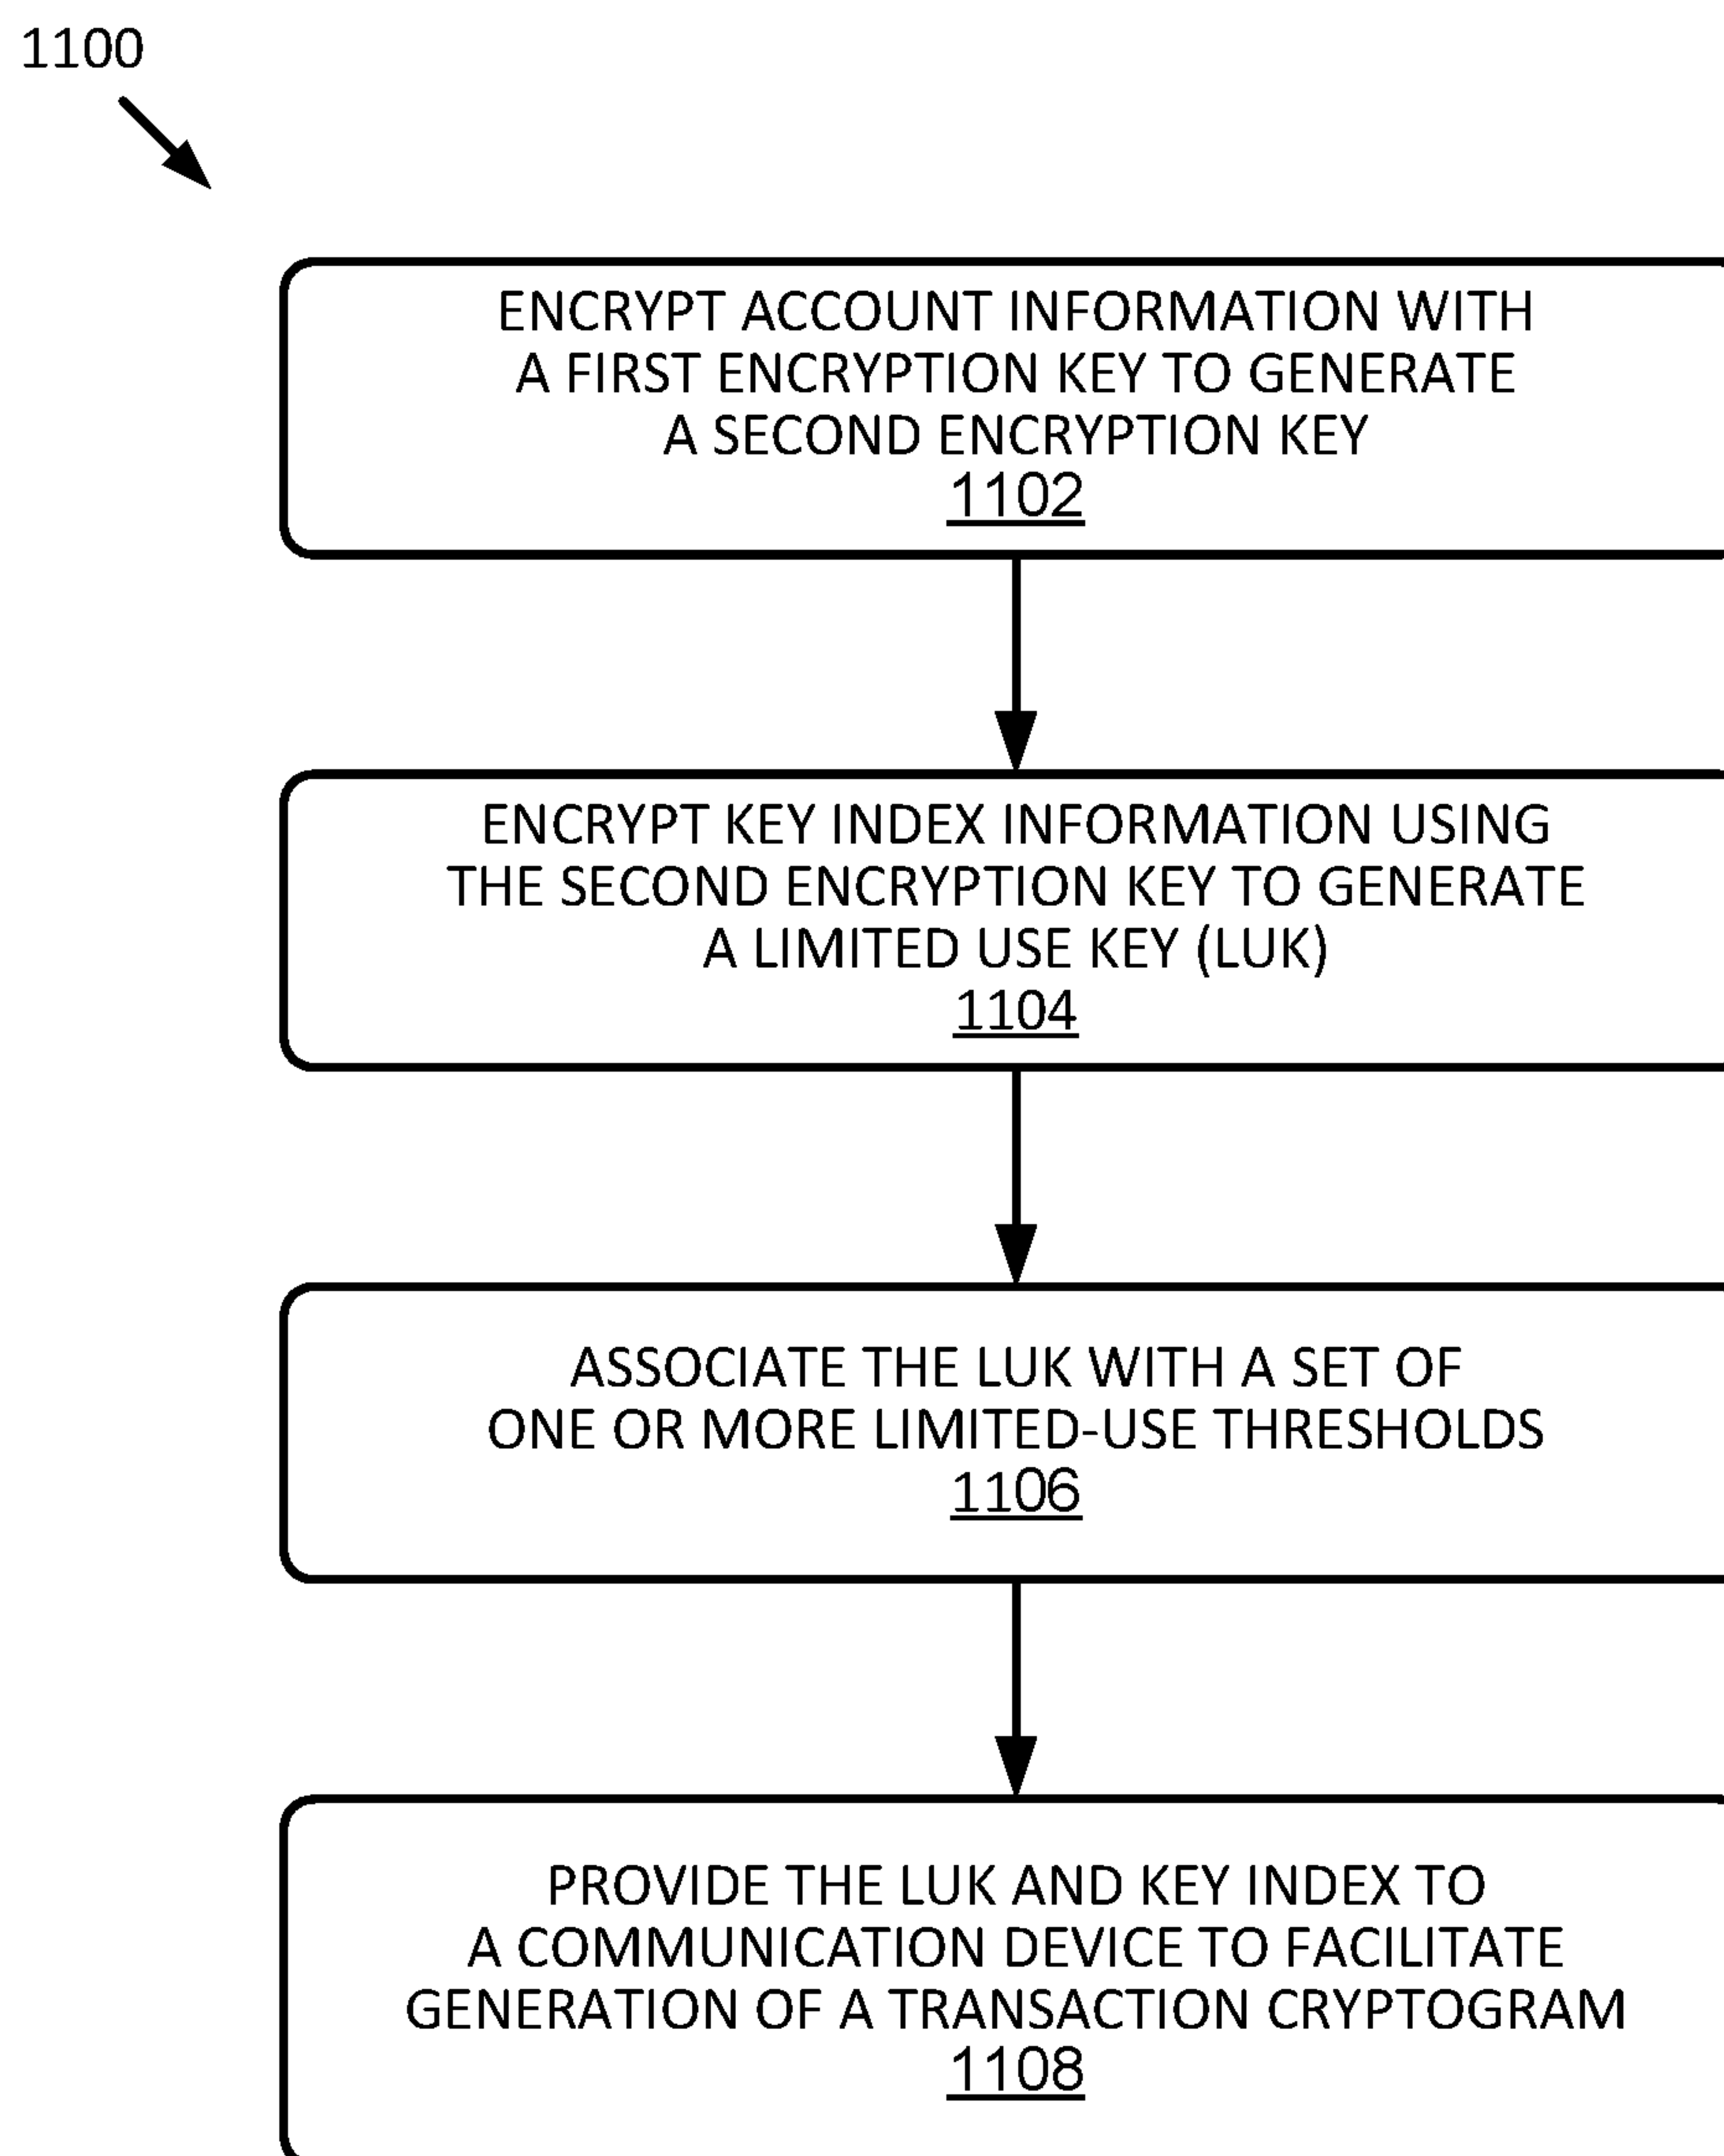 1100
ENCRYPT ACCOUNT INFORMATION WITH
A FIRST ENCRYPTION KEY TO GENERATE
A SECOND ENCRYPTION KEY
1102
ENCRYPT KEY INDEX INFORMATION USING
THE SECOND ENCRYPTION KEY TO GENERATE
A LIMITED USE KEY (LUK)
1104
ASSOCIATE THE LUK WITH A SET OF
ONE OR MORE LIMITED-USE THRESHOLDS
1106
PROVIDE THE LUK AND KEY INDEX TO
A COMMUNICATION DEVICE TO FACILITATE
GENERATION OF A TRANSACTION CRYPTOGRAM
1108